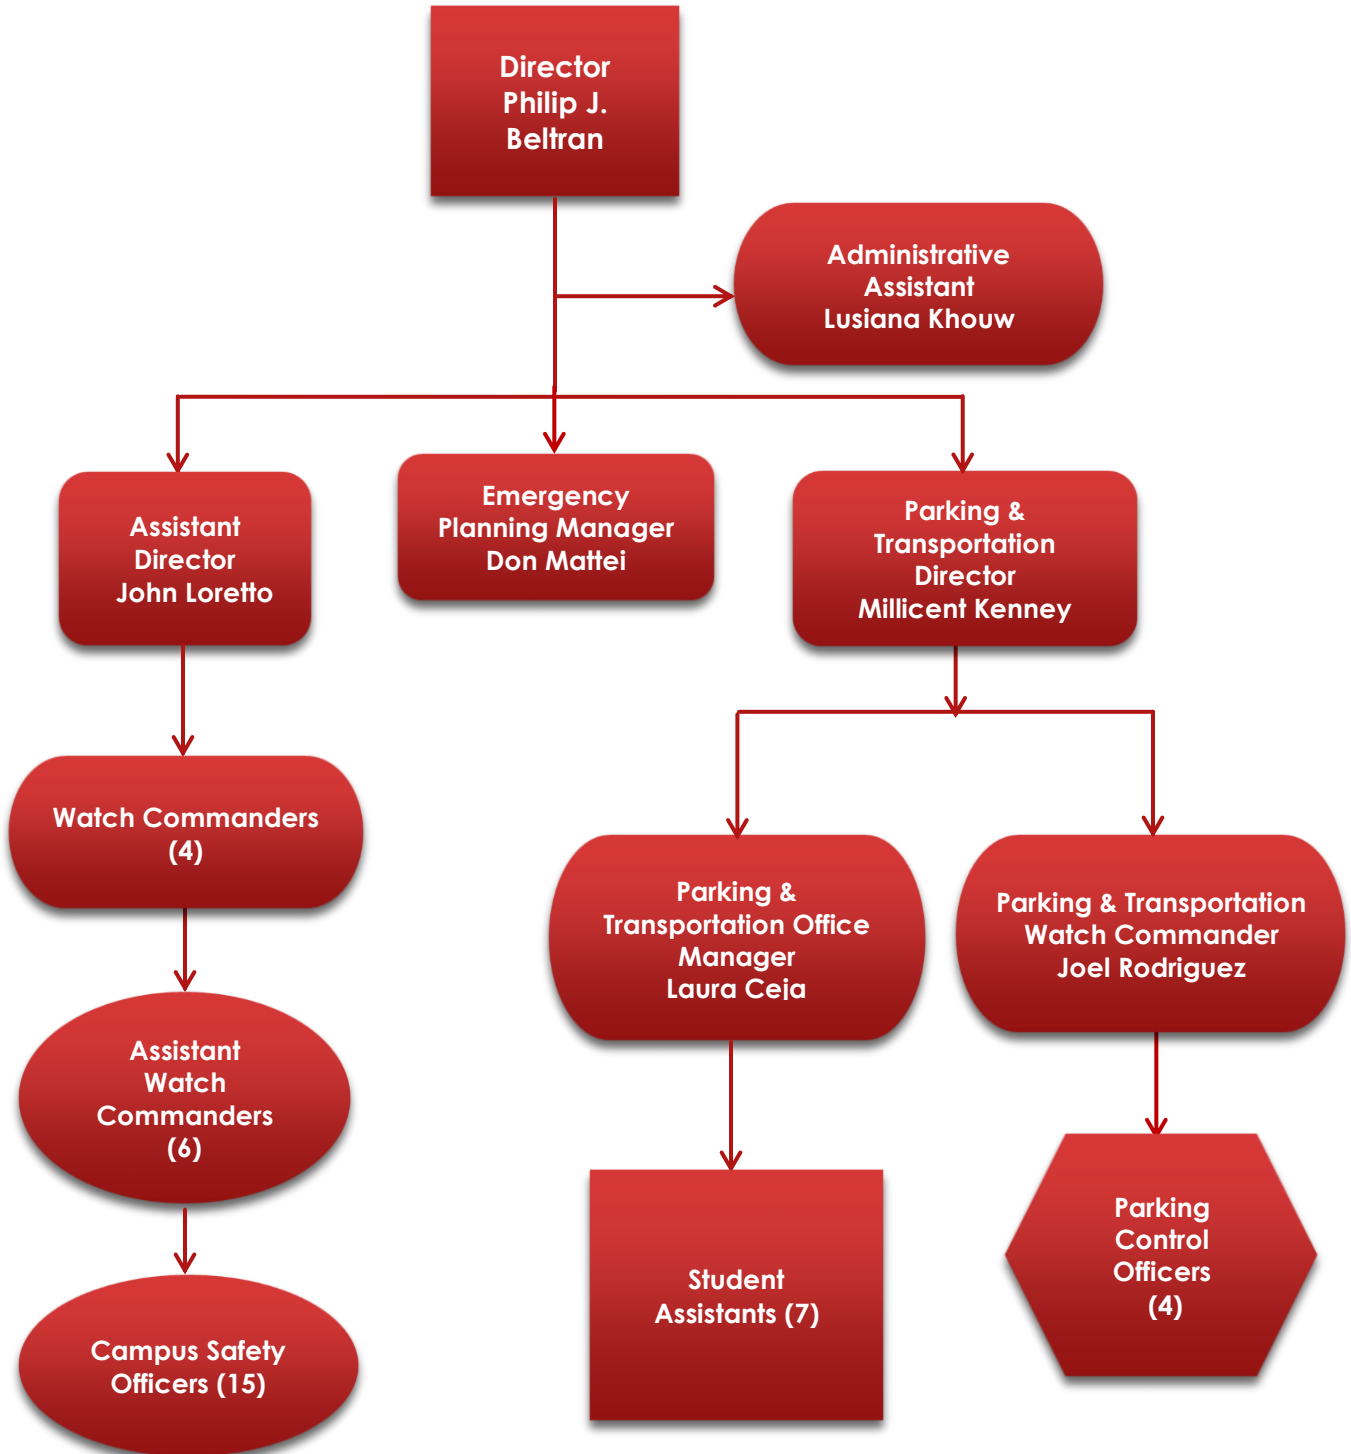 Director
Philip J.
Beltran
Administrative
Assistant
Lusiana Khouw
Assistant
Director
John Loretto
Emergency
Planning Manager
Don Mattei
Parking &
Transportation
Director
Millicent Kenney
Watch Commanders
(4)
Parking &
Transportation Office
Manager
Laura Ceja
Parking & Transportation
Watch Commander
Joel Rodriguez
Assistant
Watch
Commanders
(6)
Student
Assistants (7)
Parking
Control
Officers
(4)
Campus Safety
Officers (15)